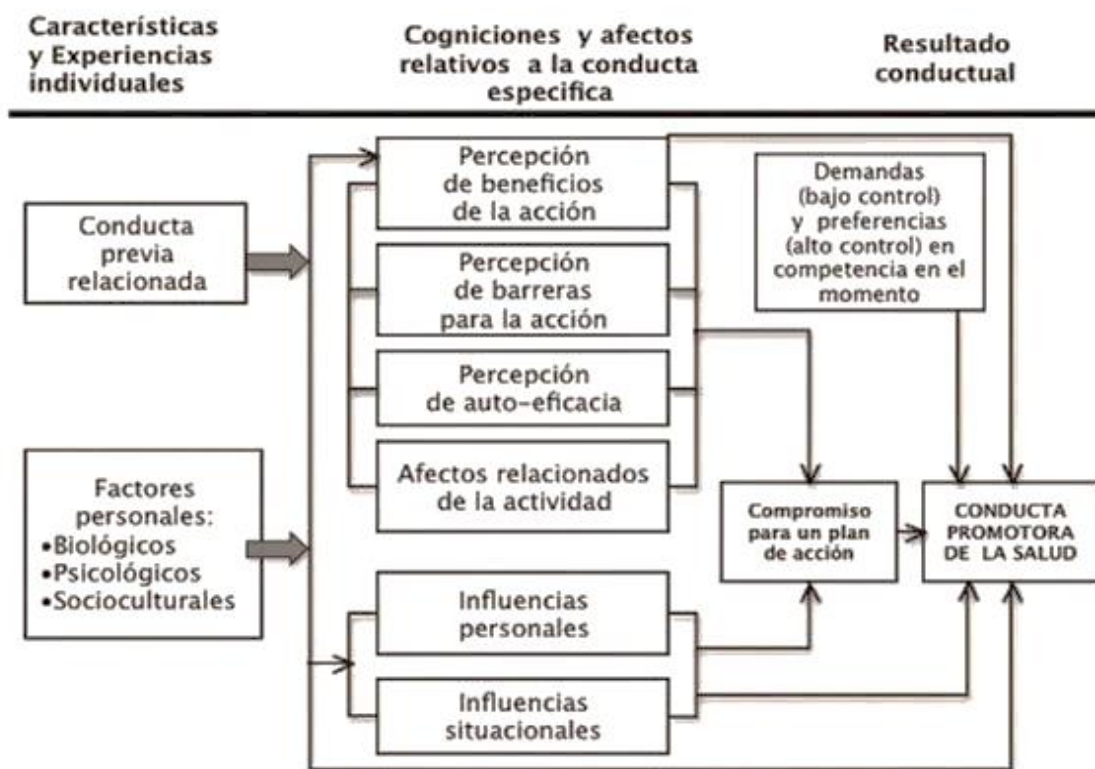 Características
y Experiencias
individuales
Cogniciones y afectos
relativos a la conducta
especifica
Resultado
conductual
Conducta
previa
relacionada
Factores
personales:
•Biológicos
•Psicológicos
•Socioculturales
Percepción
de beneficios
de la acción
Percepción
de barreras
para la acción
Percepción
de auto-eficacia
Afectos relacionados
de la actividad
Influencias
personales
Influencias
situacionales
Demandas
(bajo control)
y preferencias
(alto control) en
competencia en el
momento
Compromiso
para un plan
de acción
CONDUCTA
PROMOTORA
DE LA SALUD